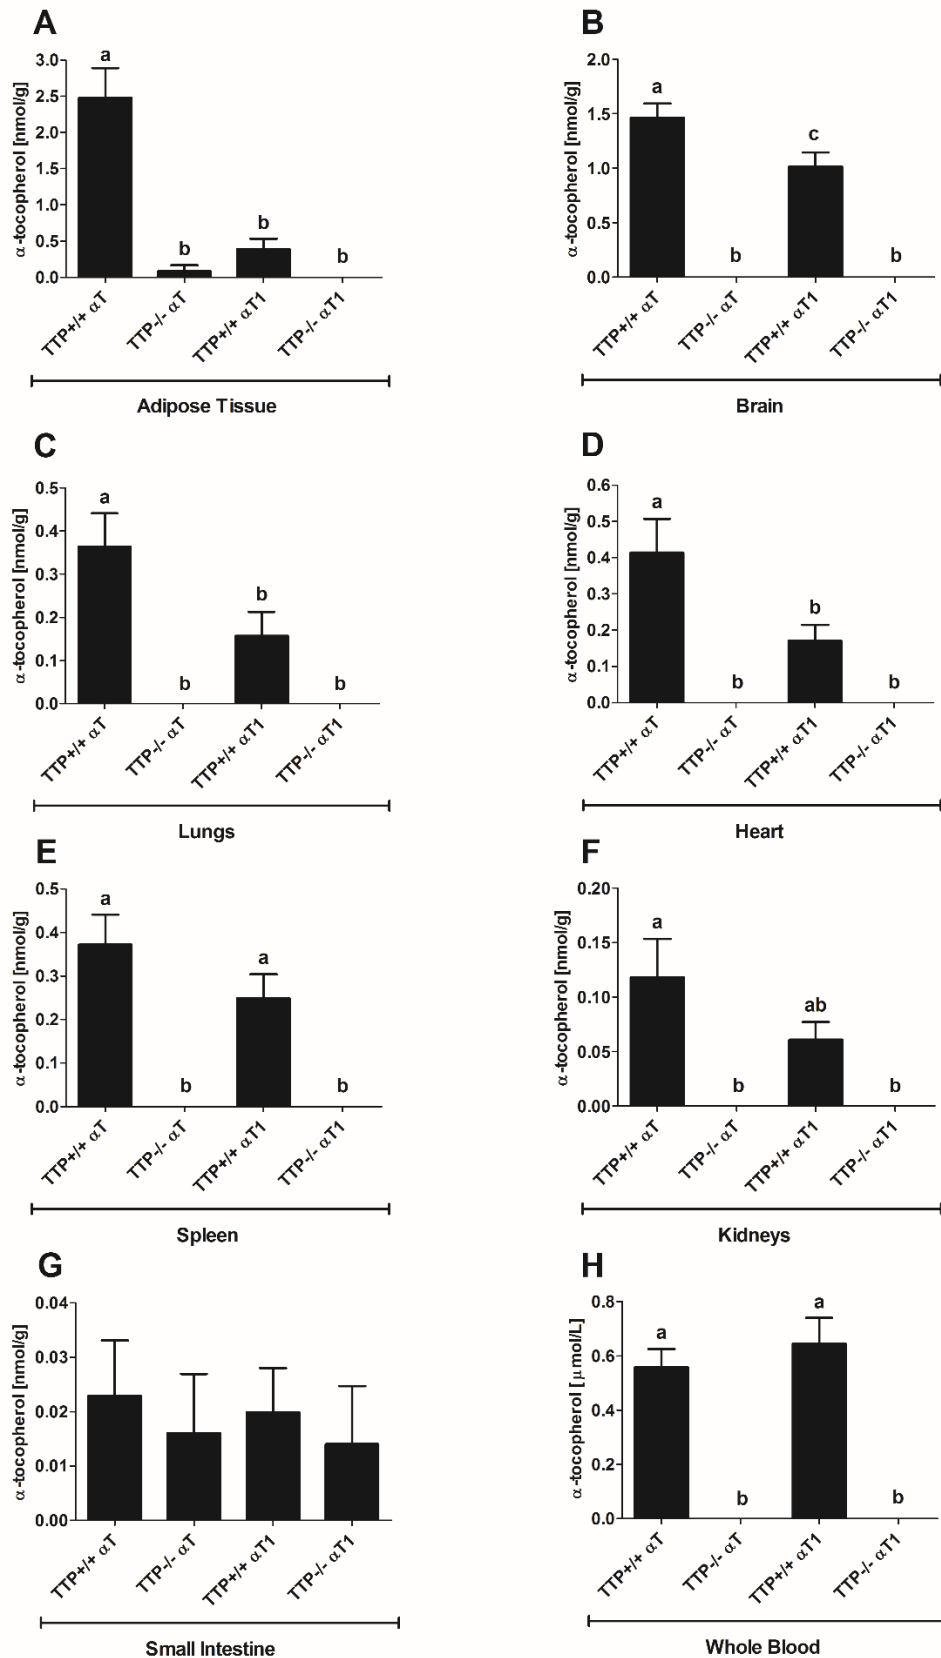 A
α-tocopherol [nmol/g]
3.0
2.5
2.0
1.5
1.0
0.5
0.0
a
b
b
b
TTP+/+ αT
TTP-/- αT
TTP+/+ αT1
TTP-/- αT1
Adipose Tissue
B
α-tocopherol [nmol/g]
2.0
1.5
1.0
0.5
0.0
a
b
c
b
TTP+/+ αT
TTP-/- αT
TTP+/+ αT1
TTP-/- αT1
Brain
C
α-tocopherol [nmol/g]
0.5
0.4
0.3
0.2
0.1
0.0
a
b
b
b
TTP+/+ αT
TTP-/- αT
TTP+/+ αT1
TTP-/- αT1
Lungs
D
α-tocopherol [nmol/g]
0.6
0.5
0.4
0.3
0.2
0.1
0.0
a
b
b
b
TTP+/+ αT
TTP-/- αT
TTP+/+ αT1
TTP-/- αT1
Heart
E
α-tocopherol [nmol/g]
0.5
0.4
0.3
0.2
0.1
0.0
a
b
a
b
TTP+/+ αT
TTP-/- αT
TTP+/+ αT1
TTP-/- αT1
Spleen
F
α-tocopherol [nmol/g]
0.20
0.15
0.10
0.05
0.00
a
b
ab
b
TTP+/+ αT
TTP-/- αT
TTP+/+ αT1
TTP-/- αT1
Kidneys
G
α-tocopherol [nmol/g]
0.04
0.03
0.02
0.01
0.00
TTP+/+ αT
TTP-/- αT
TTP+/+ αT1
TTP-/- αT1
Small Intestine
H
α-tocopherol [μmol/L]
0.8
0.6
0.4
0.2
0.0
a
b
a
b
TTP+/+ αT
TTP-/- αT
TTP+/+ αT1
TTP-/- αT1
Whole Blood